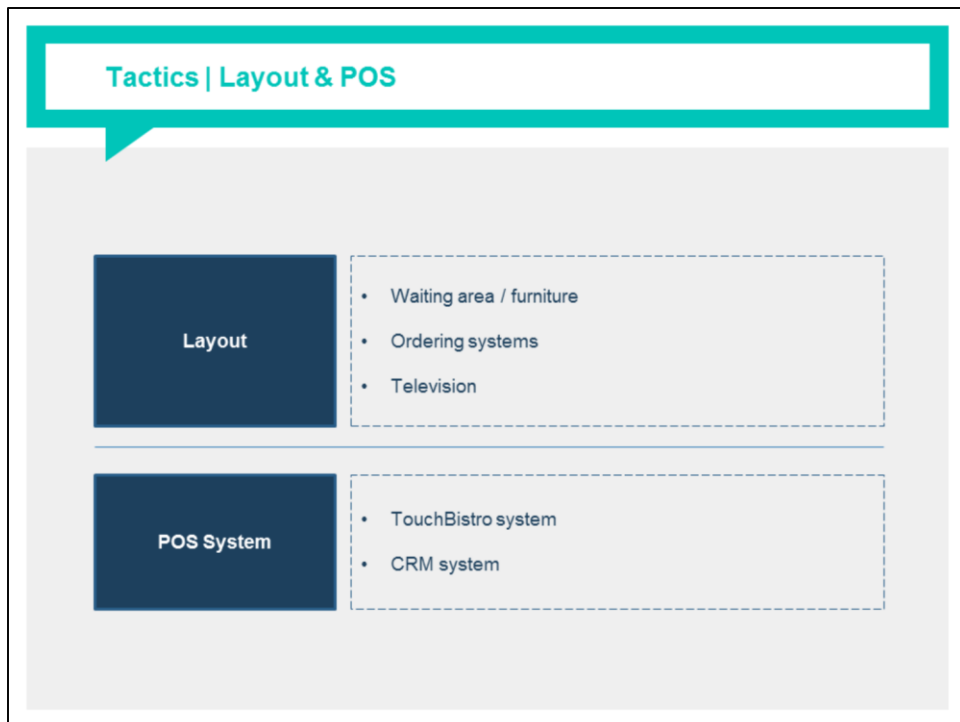 Tactics | Layout & POS
Layout
• Waiting area / furniture
• Ordering systems
• Television
POS System
• TouchBistro system
• CRM system